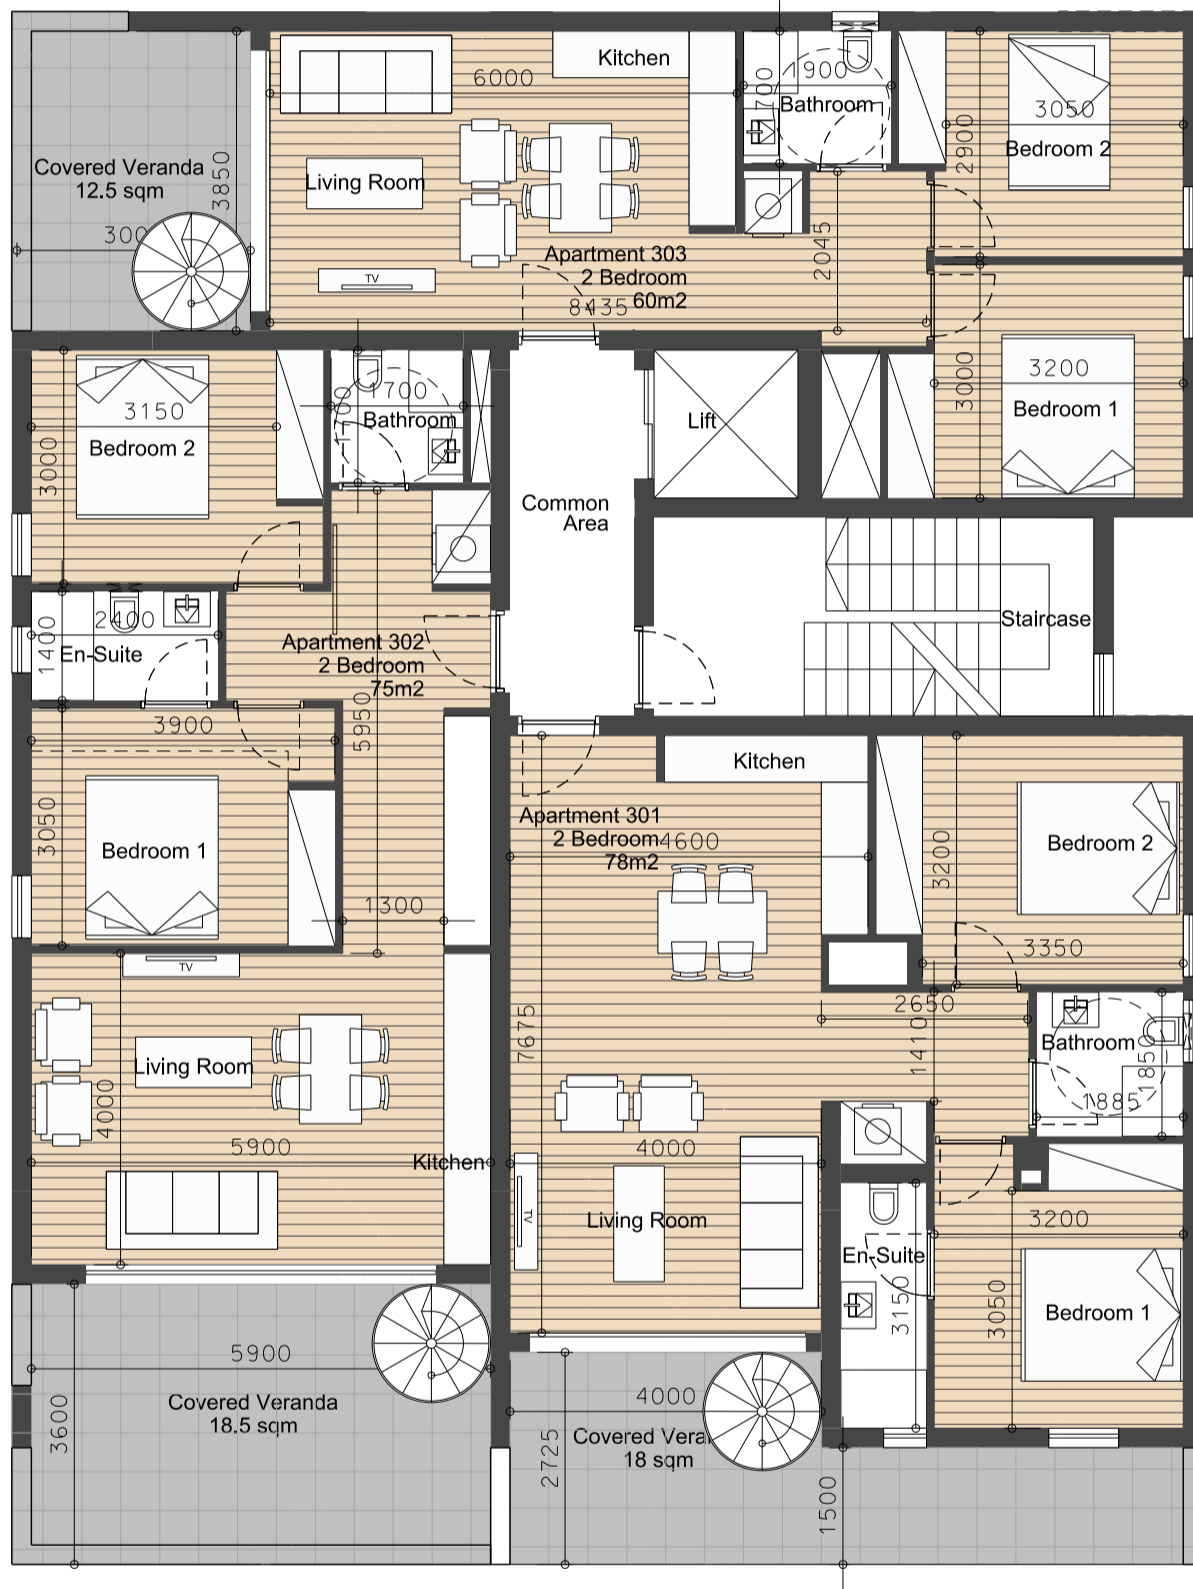 Kitchen
6000
1900
1700
Bathroom
3050
2900
Bedroom 2
Covered Veranda
12.5 sqm
3850
Living Room
300
2045
Apartment 303
2 Bedroom
60m2
TV
8435
3150
Bedroom 2
3000
1700
Bathroom
Lift
3000
3200
Bedroom 1
Common
Area
2400
1400
En-Suite
Apartment 302
2 Bedroom
75m2
Staircase
3900
5950
3050
Bedroom 1
1300
Kitchen
Apartment 301
2 Bedroom
78m2
4600
3200
Bedroom 2
3350
TV
2650
7675
1410
Bathroom
1850
1885
Living Room
4000
5900
Kitchen
4000
TV
Living Room
3200
En-Suite
3150
3050
Bedroom 1
5900
3600
Covered Veranda
18.5 sqm
4000
2725
Covered Vera
18 sqm
1500